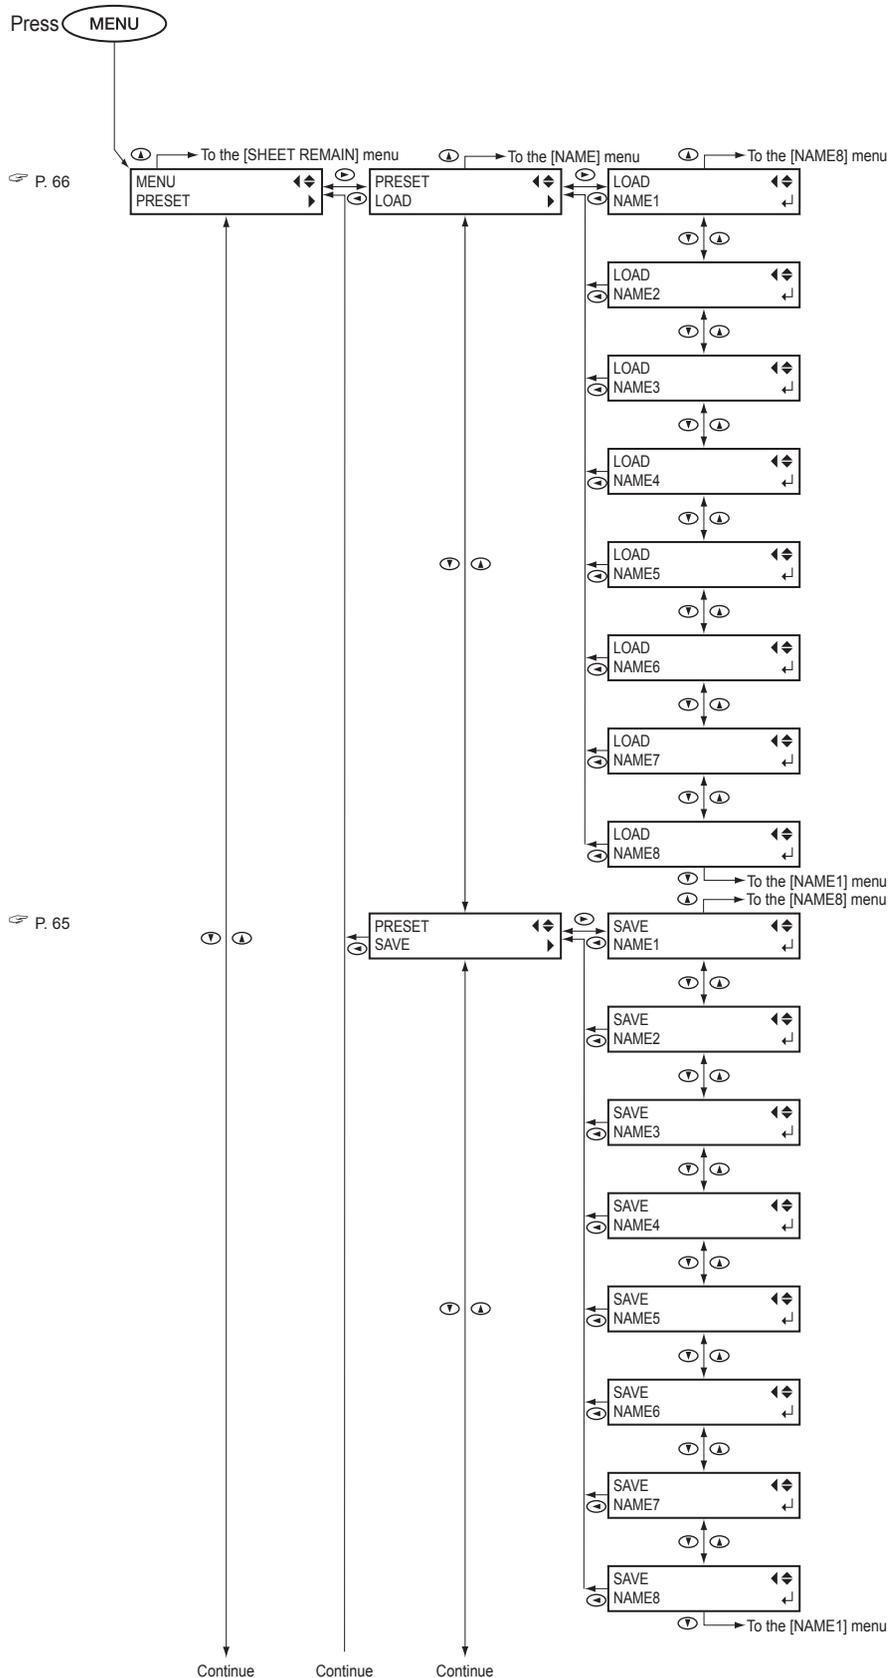 Press MENU
To the [SHEET REMAIN] menu
To the [NAME] menu
To the [NAME8] menu
P. 66
MENU
PRESET
PRESET
LOAD
LOAD
NAME1
LOAD
NAME2
LOAD
NAME3
LOAD
NAME4
LOAD
NAME5
LOAD
NAME6
LOAD
NAME7
LOAD
NAME8
To the [NAME1] menu
To the [NAME8] menu
P. 65
PRESET
SAVE
SAVE
NAME1
SAVE
NAME2
SAVE
NAME3
SAVE
NAME4
SAVE
NAME5
SAVE
NAME6
SAVE
NAME7
SAVE
NAME8
To the [NAME1] menu
Continue
Continue
Continue